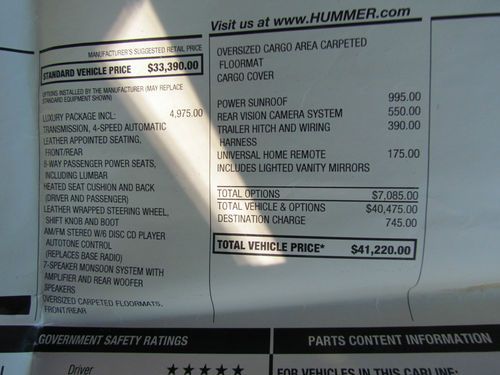 Visit us at www.HUMMER.com
MANUFACTURER'S SUGGESTED RETAIL PRICE
STANDARD VEHICLE PRICE $33,390.00
OPTIONS INSTALLED BY THE MANUFACTURER (MAY REPLACE
STANDARD EQUIPMENT SHOWN)
LUXURY PACKAGE INCL: 4,975.00
TRANSMISSION, 4-SPEED AUTOMATIC
LEATHER APPOINTED SEATING,
FRONT/REAR
8-WAY PASSENGER POWER SEATS,
INCLUDING LUMBAR
HEATED SEAT CUSHION AND BACK
(DRIVER AND PASSENGER)
LEATHER WRAPPED STEERING WHEEL,
SHIFT KNOB AND BOOT
AM/FM STEREO W/6 DISC CD PLAYER
AUTOTONE CONTROL
(REPLACES BASE RADIO)
7-SPEAKER MONSOON SYSTEM WITH
AMPLIFIER AND REAR WOOFER
SPEAKERS
OVERSIZED CARPETED FLOORMATS,
FRONT/REAR
OVERSIZED CARGO AREA CARPETED
FLOORMAT
CARGO COVER
POWER SUNROOF 995.00
REAR VISION CAMERA SYSTEM 550.00
TRAILER HITCH AND WIRING 390.00
HARNESS
UNIVERSAL HOME REMOTE 175.00
INCLUDES LIGHTED VANITY MIRRORS
TOTAL OPTIONS $7,085.00
TOTAL VEHICLE & OPTIONS $40,475.00
DESTINATION CHARGE 745.00
TOTAL VEHICLE PRICE* $41,220.00
GOVERNMENT SAFETY RATINGS
Driver ★★★★★
PARTS CONTENT INFORMATION
FOR VEHICLES IN THIS CARLINE: